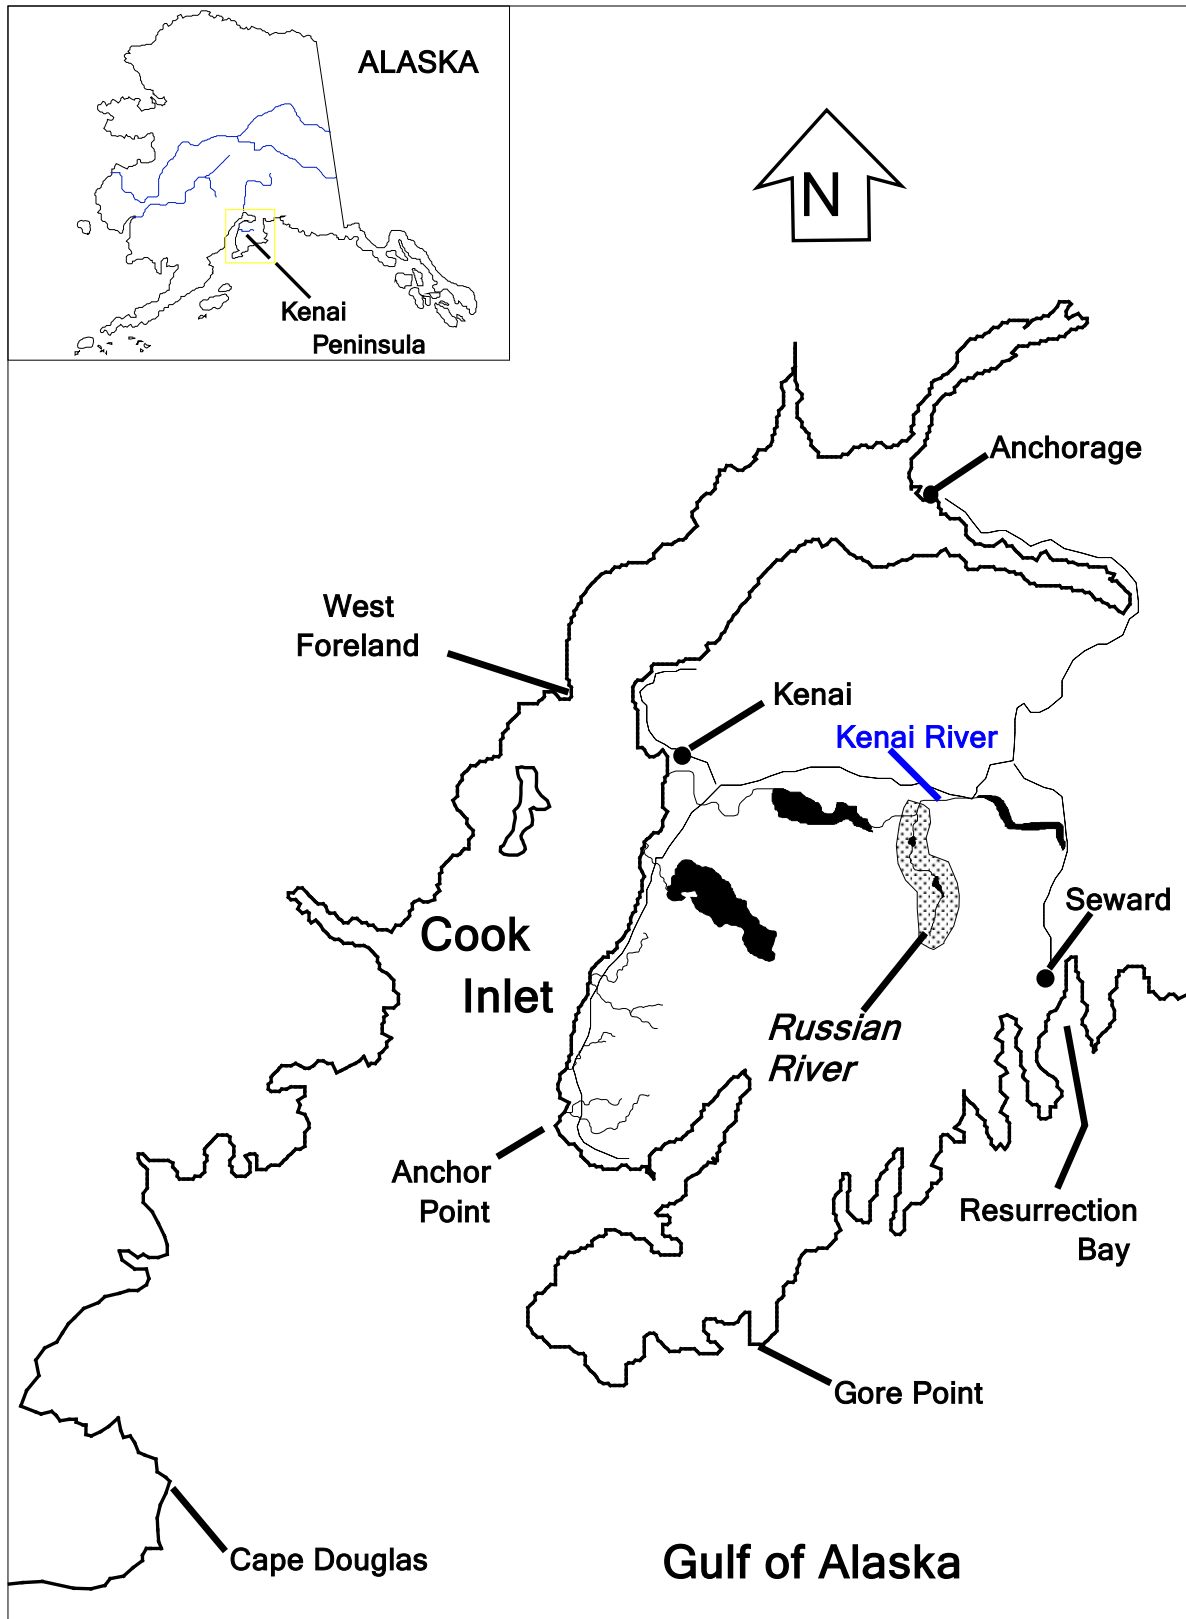 ALASKA
Kenai
Peninsula
N
Anchorage
West
Foreland
Kenai
Kenai River
Seward
Cook
Inlet
Russian
River
Anchor
Point
Resurrection
Bay
Gore Point
Cape Douglas
Gulf of Alaska